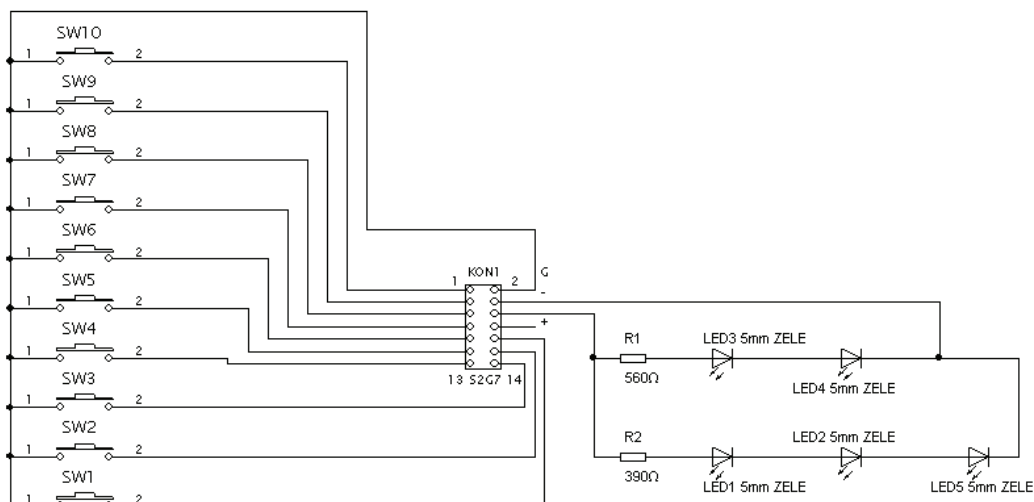 SW10
1 2
SW9
1 2
SW8
1 2
SW7
1 2
SW6
1 2
SW5
1 2
SW4
1 2
SW3
1 2
SW2
1 2
SW1
1 2
KON1
1 2 G
-
+
13 S2G7 14
R1
560Ω
LED3 5mm ZELE
LED4 5mm ZELE
R2
390Ω
LED1 5mm ZELE
LED2 5mm ZELE
LED5 5mm ZELE